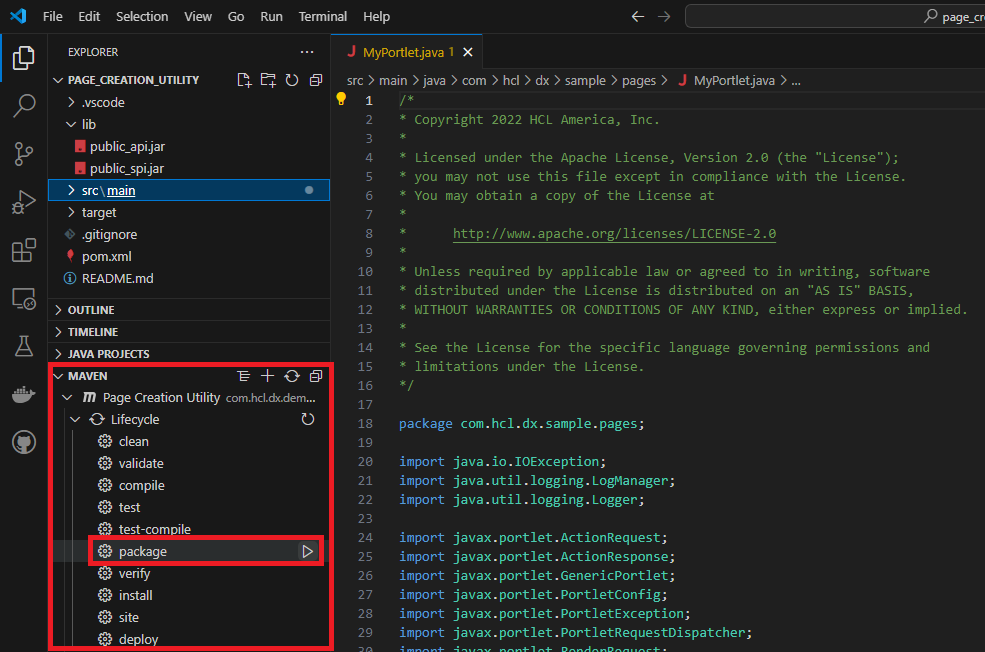 File Edit Selection View Go Run Terminal Help
page_cre
EXPLORER
PAGE_CREATION_UTILITY
.vscode
lib
public_api.jar
public_spi.jar
src\main
target
.gitignore
pom.xml
README.md
OUTLINE
TIMELINE
JAVA PROJECTS
MAVEN
Page Creation Utility com.hcl.dx.dem...
Lifecycle
clean
validate
compile
test
test-compile
package
verify
install
site
deploy
J MyPortlet.java 1
src > main > java > com > hcl > dx > sample > pages > J MyPortlet.java > ...
1 /*
2 * Copyright 2022 HCL America, Inc.
3 *
4 * Licensed under the Apache License, Version 2.0 (the "License");
5 * you may not use this file except in compliance with the License.
6 * You may obtain a copy of the License at
7 *
8 * http://www.apache.org/licenses/LICENSE-2.0
9 *
10 * Unless required by applicable law or agreed to in writing, software
11 * distributed under the License is distributed on an "AS IS" BASIS,
12 * WITHOUT WARRANTIES OR CONDITIONS OF ANY KIND, either express or implied.
13 *
14 * See the License for the specific language governing permissions and
15 * limitations under the License.
16 */
17
18 package com.hcl.dx.sample.pages;
19
20 import java.io.IOException;
21 import java.util.logging.LogManager;
22 import java.util.logging.Logger;
23
24 import javax.portlet.ActionRequest;
25 import javax.portlet.ActionResponse;
26 import javax.portlet.GenericPortlet;
27 import javax.portlet.PortletConfig;
28 import javax.portlet.PortletException;
29 import javax.portlet.PortletRequestDispatcher;
30 import javax.portlet.RenderRequest;